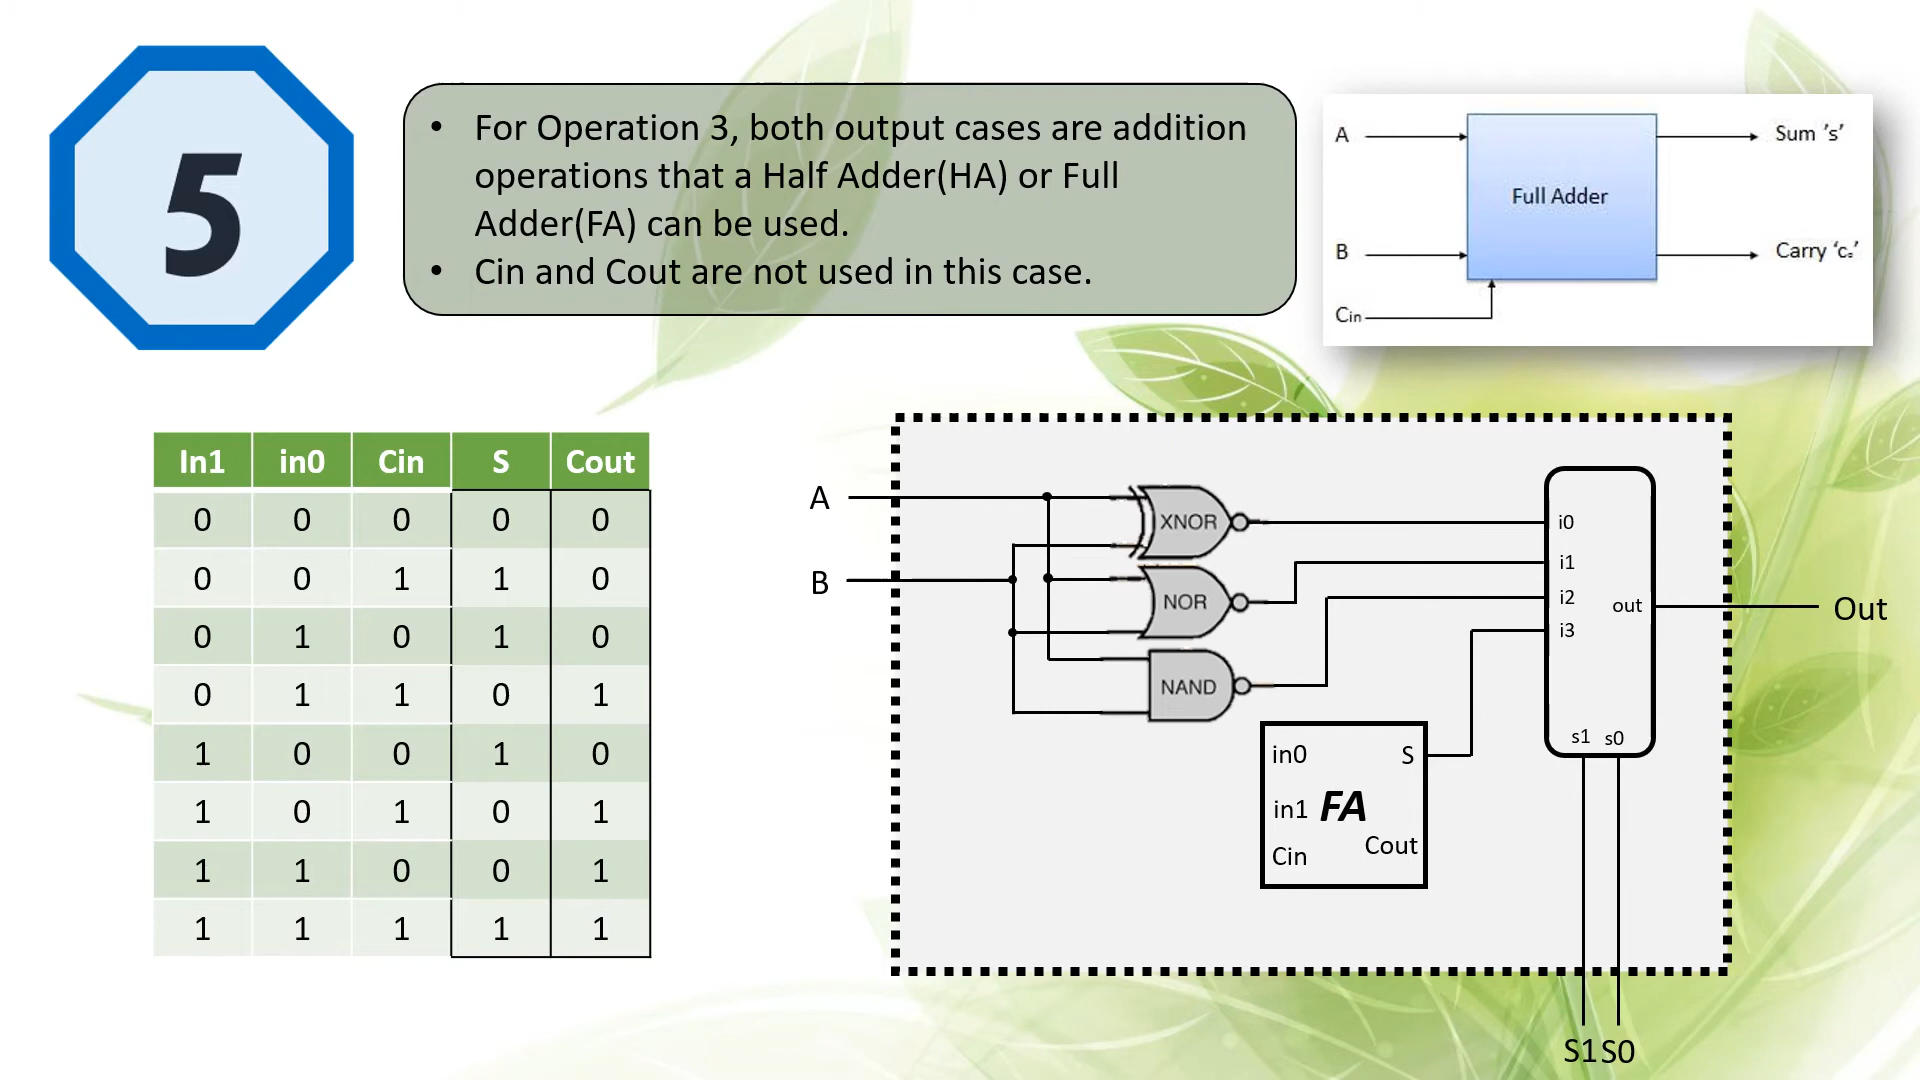 5
• For Operation 3, both output cases are addition
operations that a Half Adder(HA) or Full
Adder(FA) can be used.
• Cin and Cout are not used in this case.
A
Sum ’s’
Full Adder
B
Carry ‘cₒ’
Cin
In1 in0 Cin S Cout
0 0 0 0 0
0 0 1 1 0
0 1 0 1 0
0 1 1 0 1
1 0 0 1 0
1 0 1 0 1
1 1 0 0 1
1 1 1 1 1
A
B
XNOR
NOR
NAND
i0
i1
i2
i3
out
s1 s0
Out
in0 S
in1 FA
Cin Cout
S1 S0